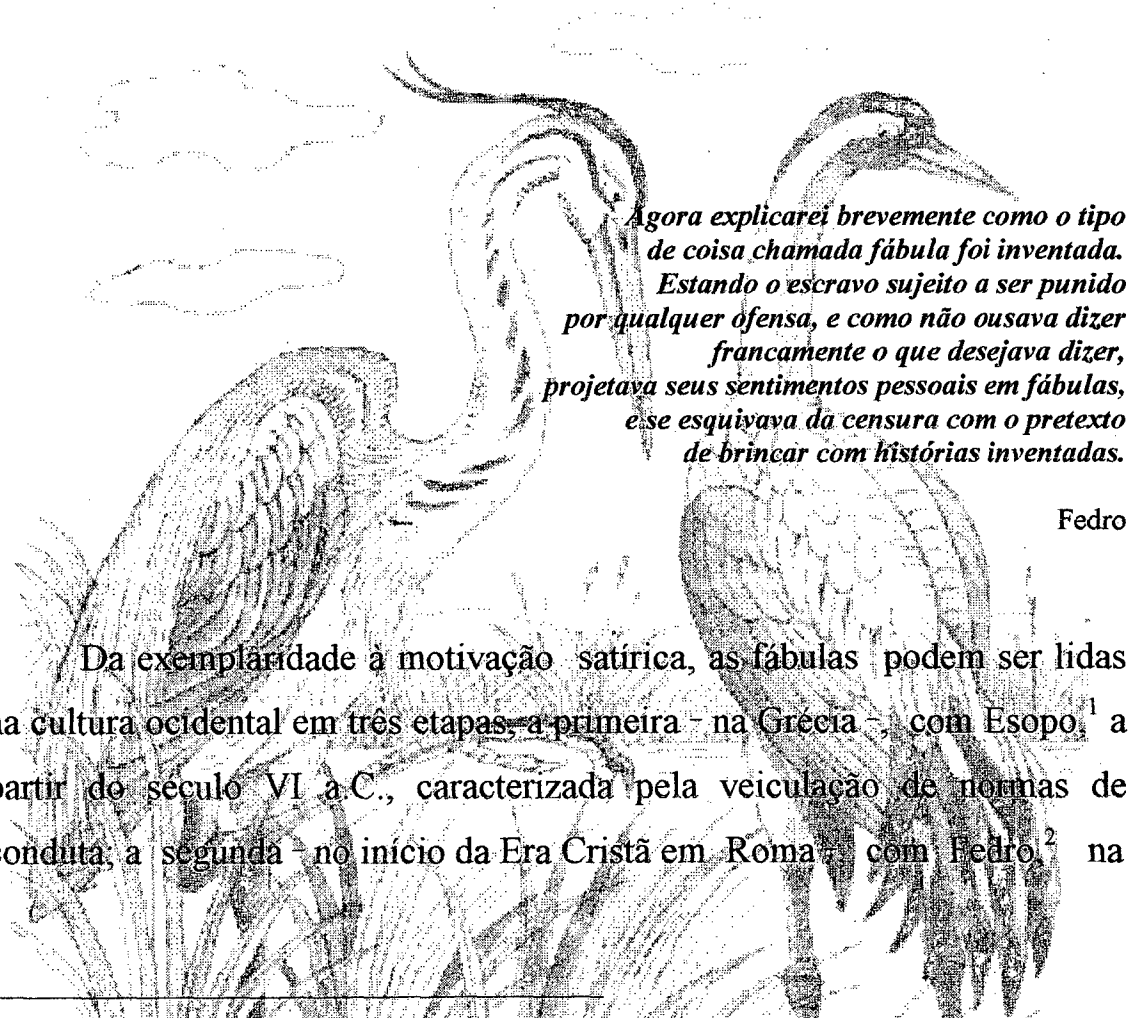 Agora explicarei brevemente como o tipo
de coisa chamada fábula foi inventada.
Estando o escravo sujeito a ser punido
por qualquer ofensa, e como não ousava dizer
francamente o que desejava dizer,
projetava seus sentimentos pessoais em fábulas,
e se esquivava da censura com o pretexto
de brincar com histórias inventadas.
Fedro
Da exemplaridade à motivação satírica, as fábulas podem ser lidas
na cultura ocidental em três etapas, a primeira - na Grécia -, com Esopo,1 a
partir do século VI a.C., caracterizada pela veiculação de normas de
conduta; a segunda - no início da Era Cristã em Roma -, com Fedro,2 na